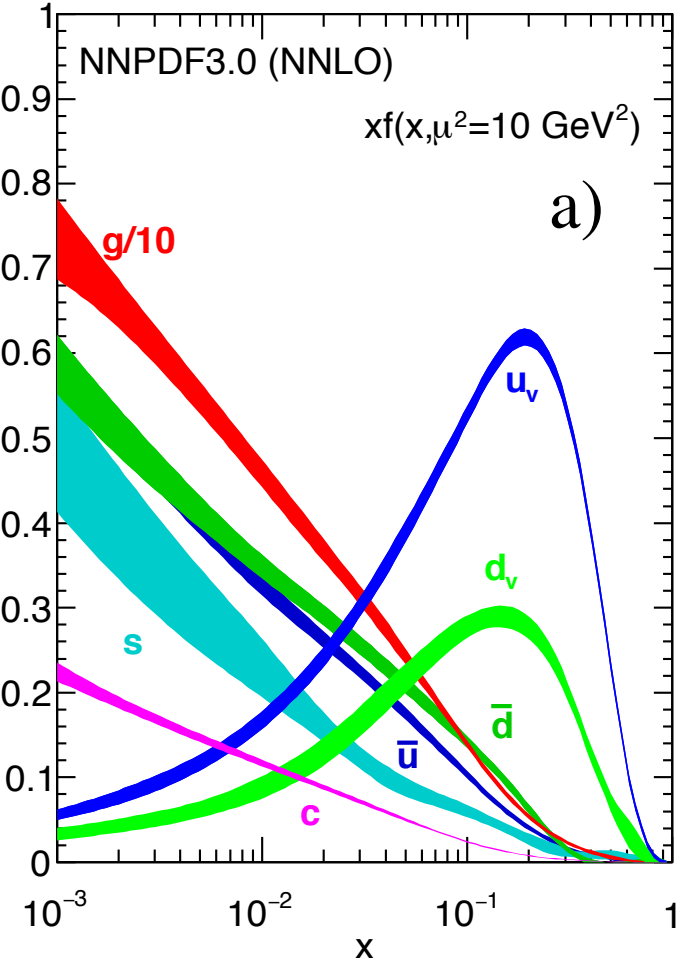 NNPDF3.0 (NNLO)
xf(x,μ²=10 GeV²)
a)
g/10
u_v
d_v
s
d̅
u̅
c
1
0.9
0.8
0.7
0.6
0.5
0.4
0.3
0.2
0.1
0
10⁻³ 10⁻² 10⁻¹ 1
x